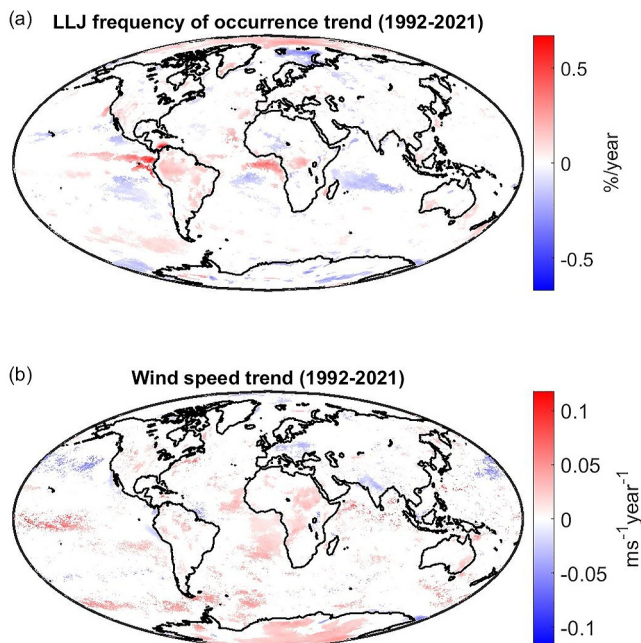 (a)
LLJ frequency of occurrence trend (1992-2021)
0.5
0
-0.5
%/year
(b)
Wind speed trend (1992-2021)
0.1
0.05
0
-0.05
-0.1
ms⁻¹year⁻¹